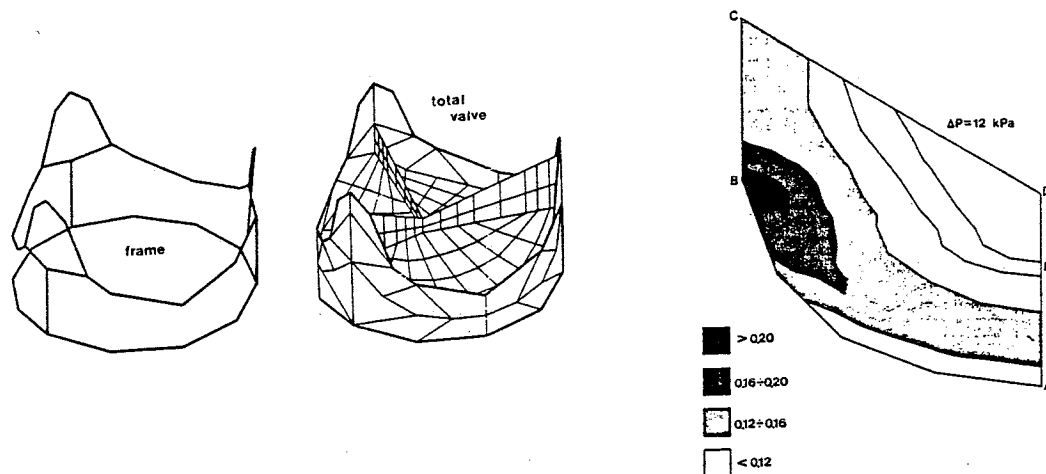 frame
total
valve
C
ΔP=12 kPa
B
> 0,20
0,16÷0,20
0,12÷0,16
< 0,12